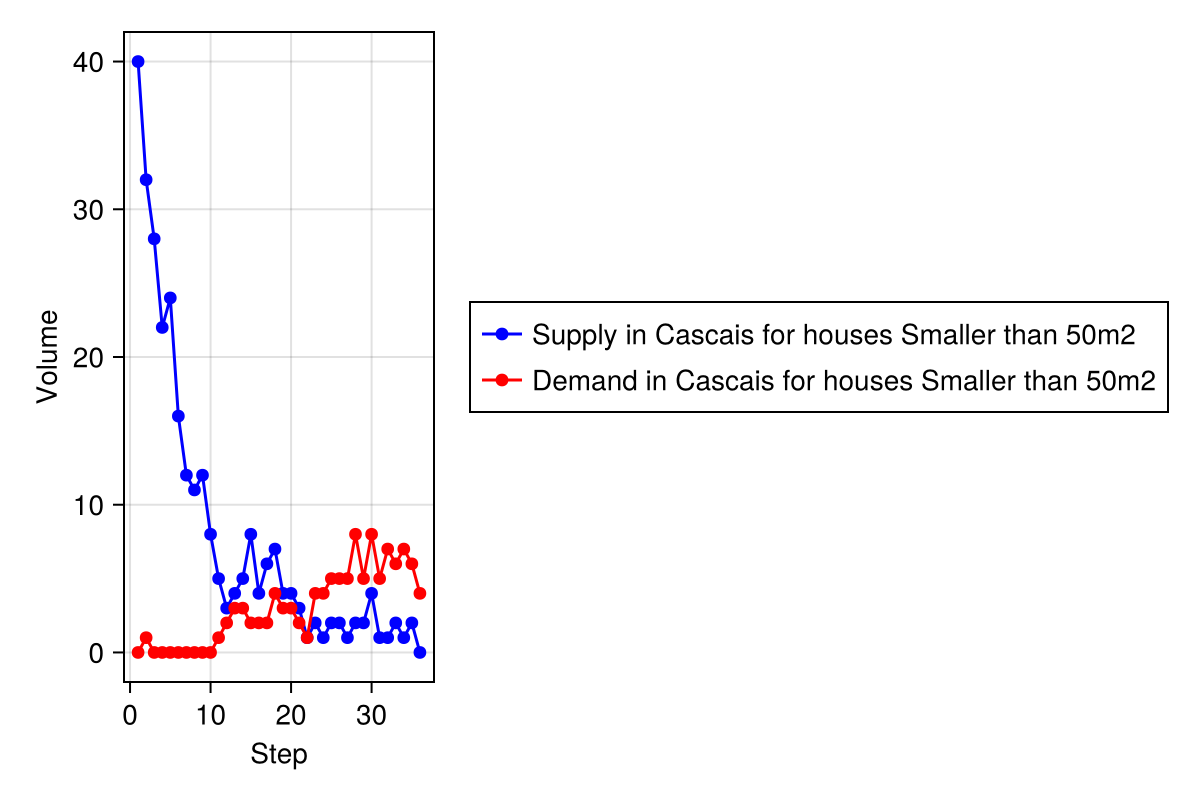 40
30
20
10
0
Volume
0 10 20 30
Step
Supply in Cascais for houses Smaller than 50m2
Demand in Cascais for houses Smaller than 50m2